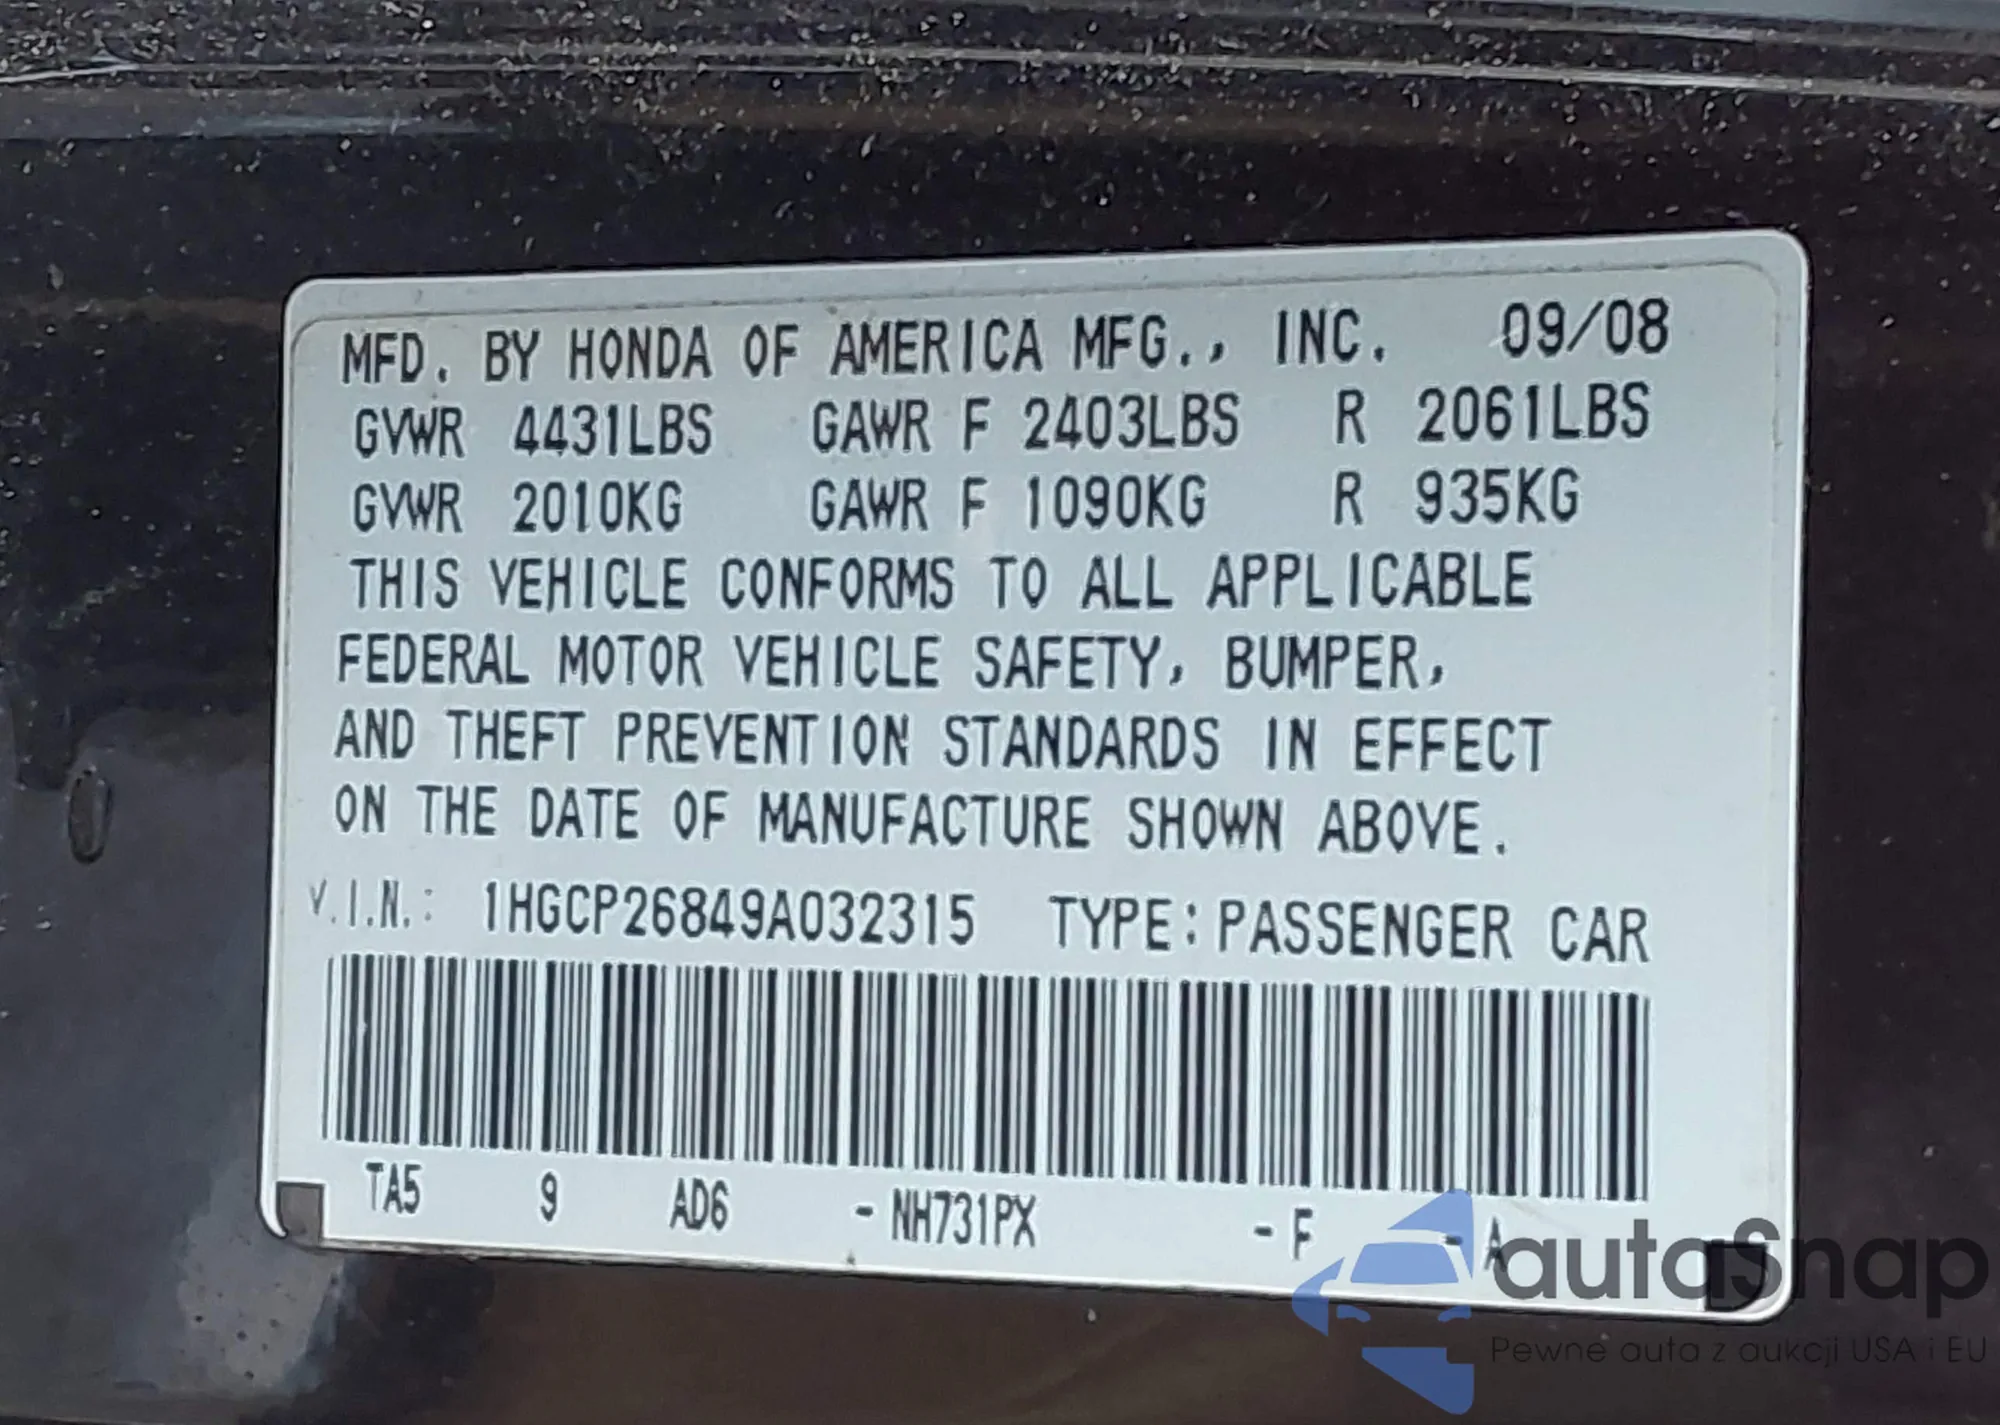 MFD. BY HONDA OF AMERICA MFG., INC. 09/08
GVWR 4431LBS GAWR F 2403LBS R 2061LBS
GVWR 2010KG GAWR F 1090KG R 935KG
THIS VEHICLE CONFORMS TO ALL APPLICABLE
FEDERAL MOTOR VEHICLE SAFETY, BUMPER,
AND THEFT PREVENTION STANDARDS IN EFFECT
ON THE DATE OF MANUFACTURE SHOWN ABOVE.
V.I.N.: 1HGCP26849A032315 TYPE: PASSENGER CAR
TA5 9 AD6 - NH731PX - F - A
autoSnap
Pewne auta z aukcji USA i EU